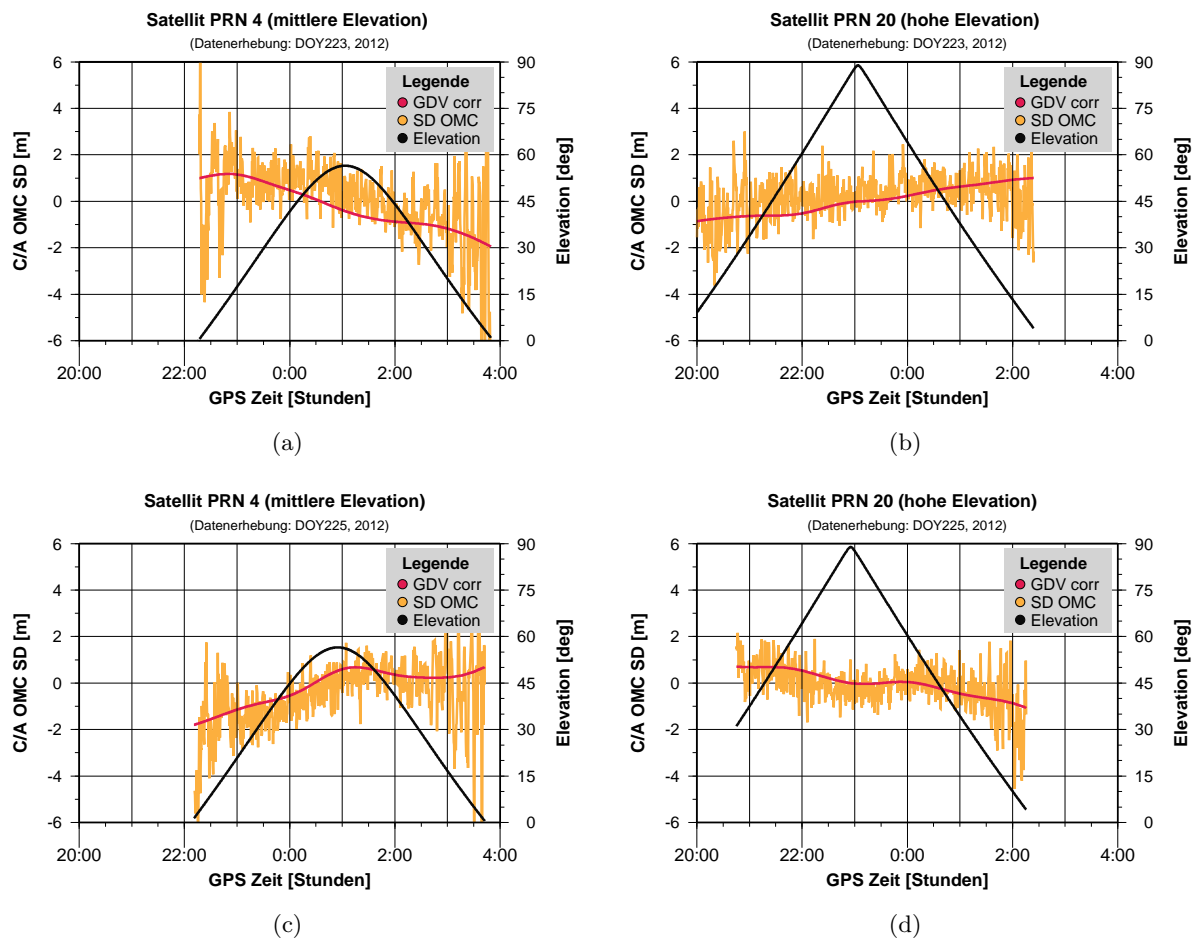 Satellit PRN 4 (mittlere Elevation)
(Datenerhebung: DOY223, 2012)
Legende
GDV corr
SD OMC
Elevation
C/A OMC SD [m]
6
4
2
0
-2
-4
-6
Elevation [deg]
90
75
60
45
30
15
0
20:00
22:00
0:00
2:00
4:00
GPS Zeit [Stunden]
(a)
Satellit PRN 20 (hohe Elevation)
(Datenerhebung: DOY223, 2012)
Legende
GDV corr
SD OMC
Elevation
C/A OMC SD [m]
6
4
2
0
-2
-4
-6
Elevation [deg]
90
75
60
45
30
15
0
20:00
22:00
0:00
2:00
4:00
GPS Zeit [Stunden]
(b)
Satellit PRN 4 (mittlere Elevation)
(Datenerhebung: DOY225, 2012)
Legende
GDV corr
SD OMC
Elevation
C/A OMC SD [m]
6
4
2
0
-2
-4
-6
Elevation [deg]
90
75
60
45
30
15
0
20:00
22:00
0:00
2:00
4:00
GPS Zeit [Stunden]
(c)
Satellit PRN 20 (hohe Elevation)
(Datenerhebung: DOY225, 2012)
Legende
GDV corr
SD OMC
Elevation
C/A OMC SD [m]
6
4
2
0
-2
-4
-6
Elevation [deg]
90
75
60
45
30
15
0
20:00
22:00
0:00
2:00
4:00
GPS Zeit [Stunden]
(d)